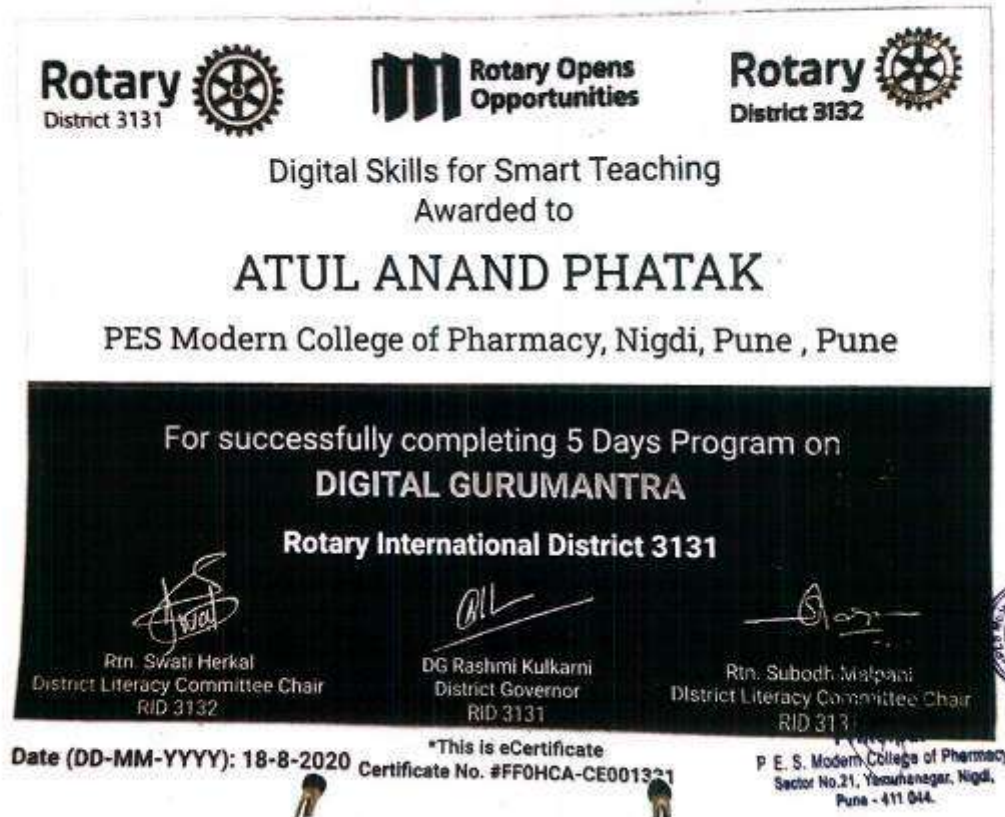 Rotary
District 3131
Rotary Opens
Opportunities
Rotary
District 3132
Digital Skills for Smart Teaching
Awarded to
ATUL ANAND PHATAK
PES Modern College of Pharmacy, Nigdi, Pune , Pune
For successfully completing 5 Days Program on
DIGITAL GURUMANTRA
Rotary International District 3131
Rtn. Swati Herkal
District Literacy Committee Chair
RID 3132
DG Rashmi Kulkarni
District Governor
RID 3131
Rtn. Subodh Malpani
District Literacy Committee Chair
RID 3131
Date (DD-MM-YYYY): 18-8-2020
*This is eCertificate
Certificate No. #FF0HCA-CE001321
P. E. S. Modern College of Pharmacy
Sector No.21, Yamunanagar, Nigdi,
Pune - 411 044.